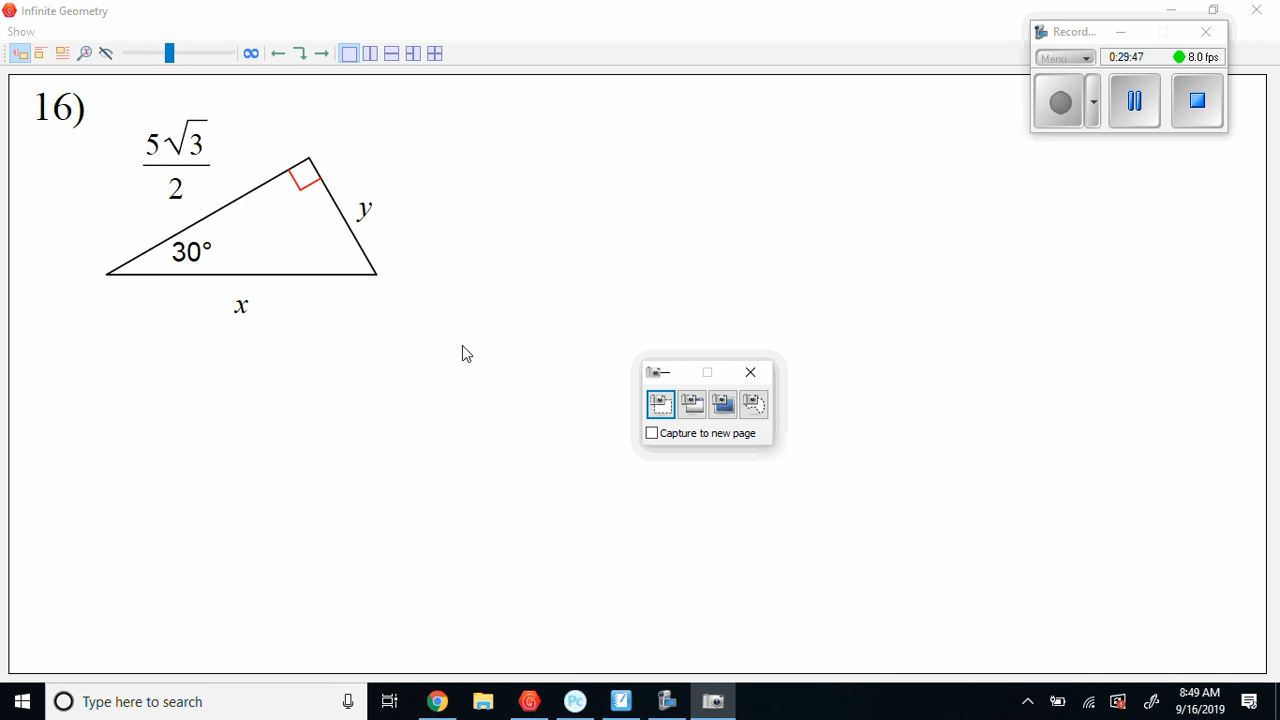 Infinite Geometry
Show
Record...
Menu
0:29:47
8.0 fps
16)
5√3
2
30°
y
x
Capture to new page
Type here to search
Pc
8:49 AM
9/16/2019